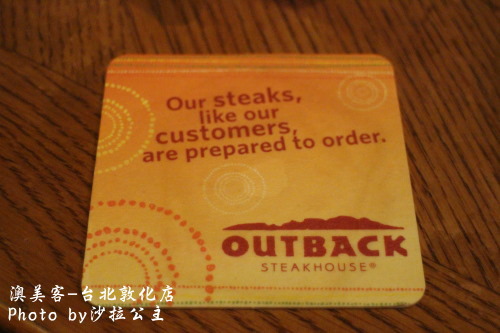 Our steaks,
like our
customers,
are prepared to order.
OUTBACK
STEAKHOUSE®
澳美客-台北敦化店
Photo by沙拉公主